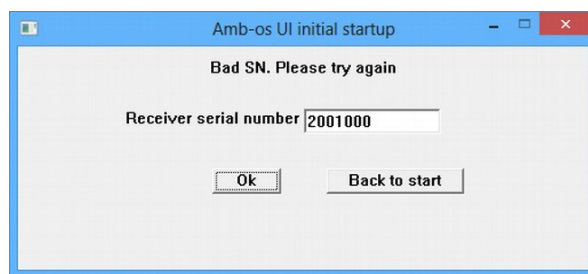 Amb-os UI initial startup
Bad SN. Please try again
Receiver serial number 2001000
Ok Back to start